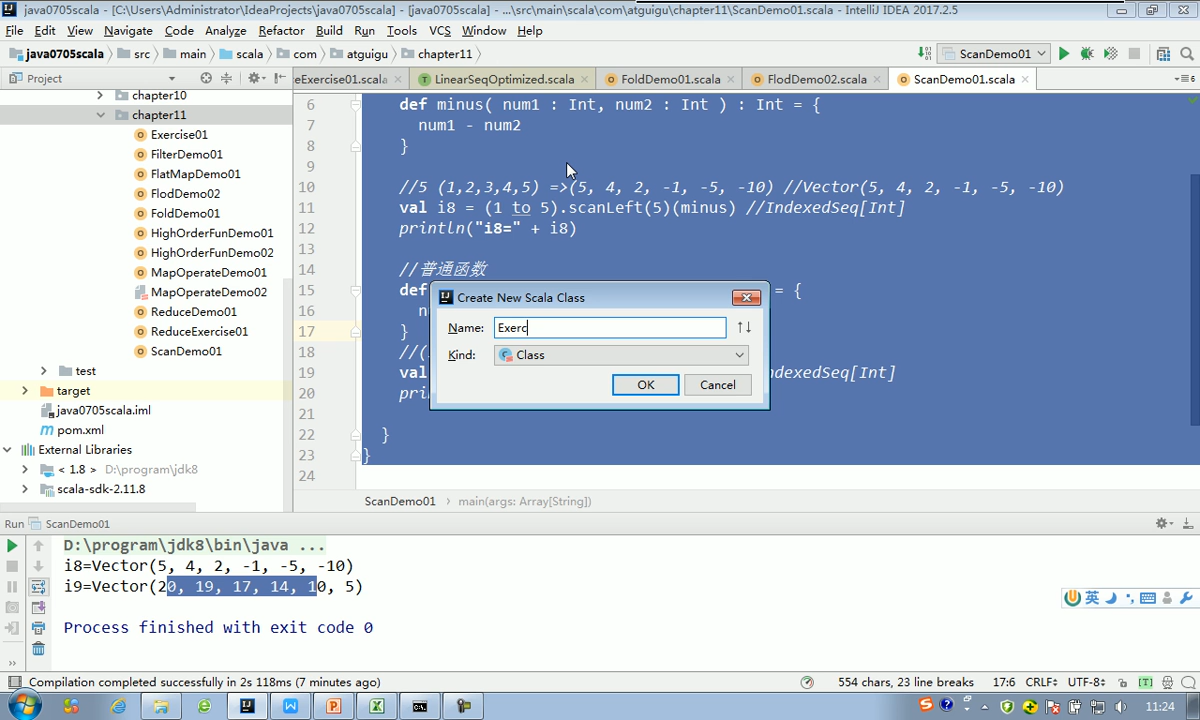 java0705scala - [C:\Users\Administrator\IdeaProjects\java0705scala] - [java0705scala] - ...\src\main\scala\com\atguigu\chapter11\ScanDemo01.scala - IntelliJ IDEA 2017.2.5
File Edit View Navigate Code Analyze Refactor Build Run Tools VCS Window Help
java0705scala src main scala com atguigu chapter11 ScanDemo01
Project eExercise01.scala LinearSeqOptimized.scala FoldDemo01.scala FlodDemo02.scala ScanDemo01.scala
chapter10
chapter11
Exercise01
FilterDemo01
FlatMapDemo01
FlodDemo02
FoldDemo01
HighOrderFunDemo01
HighOrderFunDemo02
MapOperateDemo01
MapOperateDemo02
ReduceDemo01
ReduceExercise01
ScanDemo01
test
target
java0705scala.iml
pom.xml
External Libraries
< 1.8 > D:\program\jdk8
scala-sdk-2.11.8
6 def minus( num1 : Int, num2 : Int ) : Int = {
7 num1 - num2
8 }
9
10 //5 (1,2,3,4,5) =>(5, 4, 2, -1, -5, -10) //Vector(5, 4, 2, -1, -5, -10)
11 val i8 = (1 to 5).scanLeft(5)(minus) //IndexedSeq[Int]
12 println("i8=" + i8)
13
14 //普通函数
15 def = {
16
17 }
18 //(
19 val ndexedSeq[Int]
20 pri
21
22 }
23 }
24
Create New Scala Class
Name: Exerc
Kind: Class
OK Cancel
ScanDemo01 main(args: Array[String])
Run ScanDemo01
D:\program\jdk8\bin\java ...
i8=Vector(5, 4, 2, -1, -5, -10)
i9=Vector(20, 19, 17, 14, 10, 5)
Process finished with exit code 0
英
Compilation completed successfully in 2s 118ms (7 minutes ago) 554 chars, 23 line breaks 17:6 CRLF UTF-8
11:24